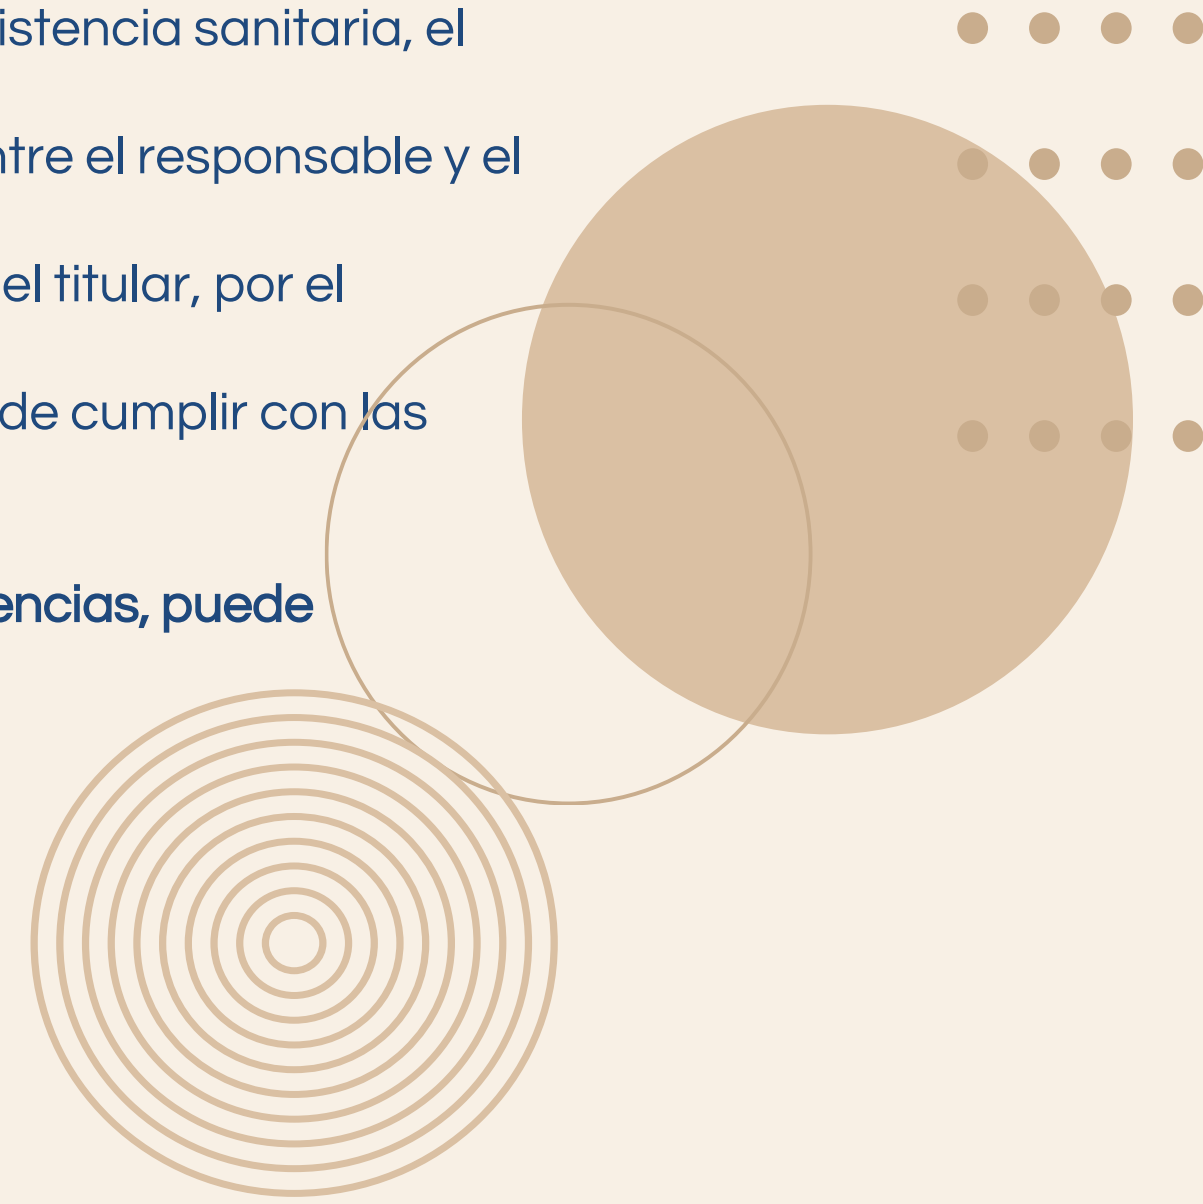 istencia sanitaria, el
ntre el responsable y el
el titular, por el
de cumplir con las
encias, puede